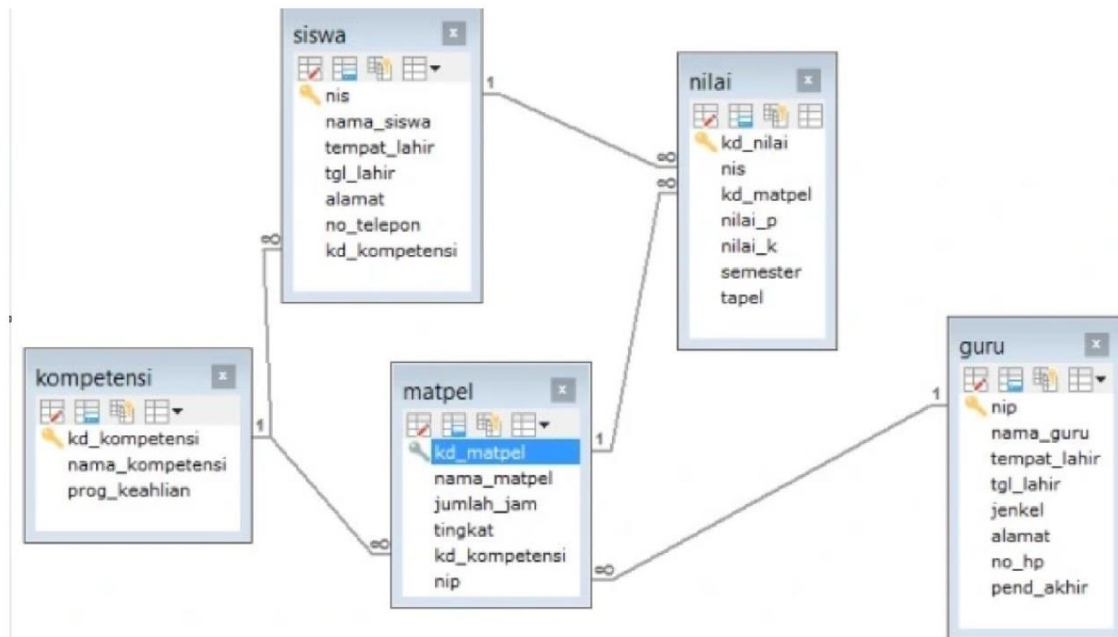 siswa
nis
nama_siswa
tempat_lahir
tgl_lahir
alamat
no_telepon
kd_kompetensi
nilai
kd_nilai
nis
kd_matpel
nilai_p
nilai_k
semester
tapel
kompetensi
kd_kompetensi
nama_kompetensi
prog_keahlian
matpel
kd_matpel
nama_matpel
jumlah_jam
tingkat
kd_kompetensi
nip
guru
nip
nama_guru
tempat_lahir
tgl_lahir
jenkel
alamat
no_hp
pend_akhir
1
∞
∞
∞
1
∞
1
∞
1